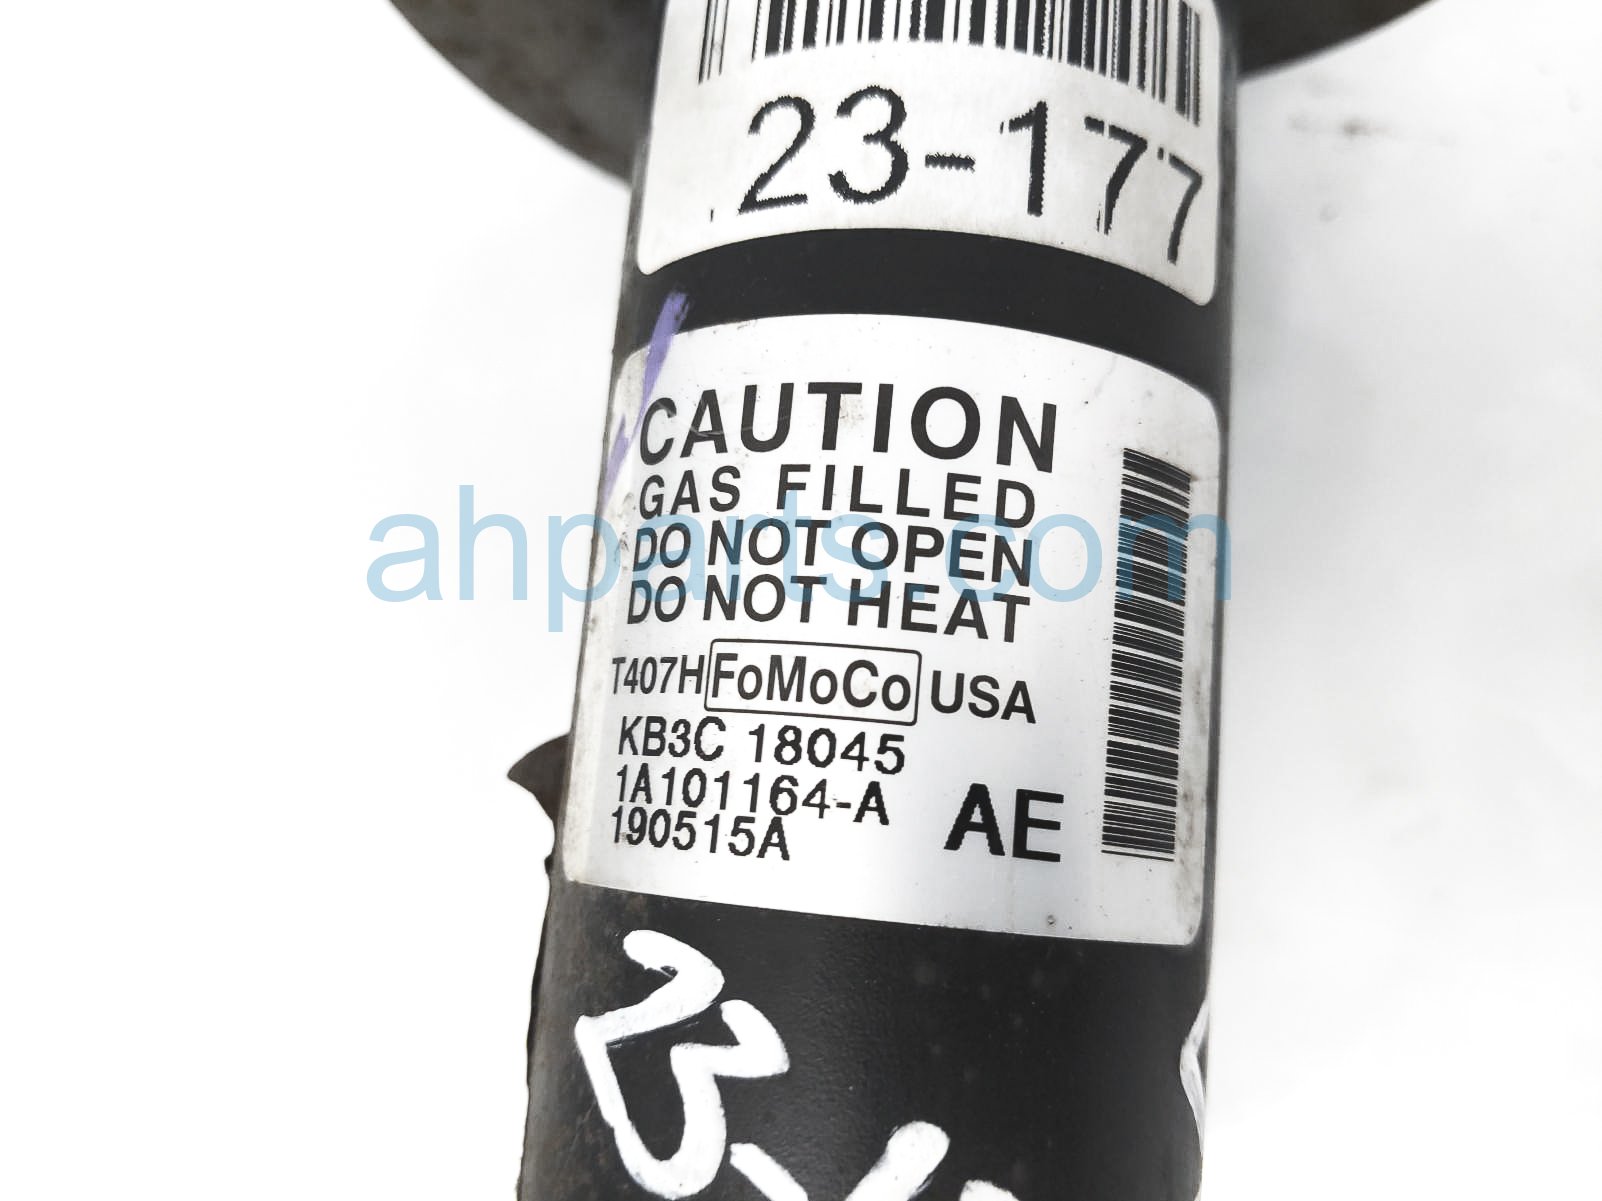 23-177
CAUTION
GAS FILLED
DO NOT OPEN
DO NOT HEAT
ahparts.com
T407H FoMoCo USA
KB3C 18045
1A101164-A AE
190515A
23-